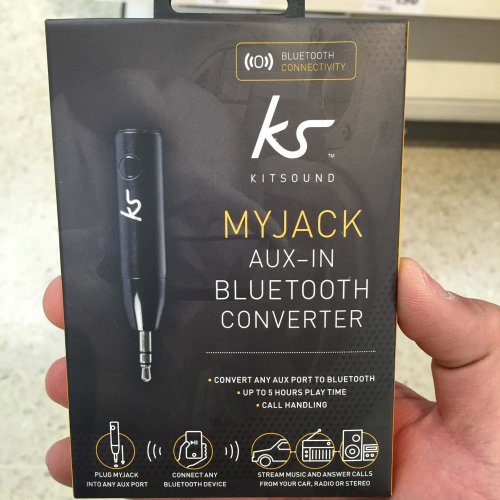 BLUETOOTH
CONNECTIVITY
ks
™
KITSOUND
MYJACK
AUX-IN
BLUETOOTH
CONVERTER
ks
• CONVERT ANY AUX PORT TO BLUETOOTH
• UP TO 5 HOURS PLAY TIME
• CALL HANDLING
PLUG MYJACK
INTO ANY AUX PORT
CONNECT ANY
BLUETOOTH DEVICE
STREAM MUSIC AND ANSWER CALLS
FROM YOUR CAR, RADIO OR STEREO